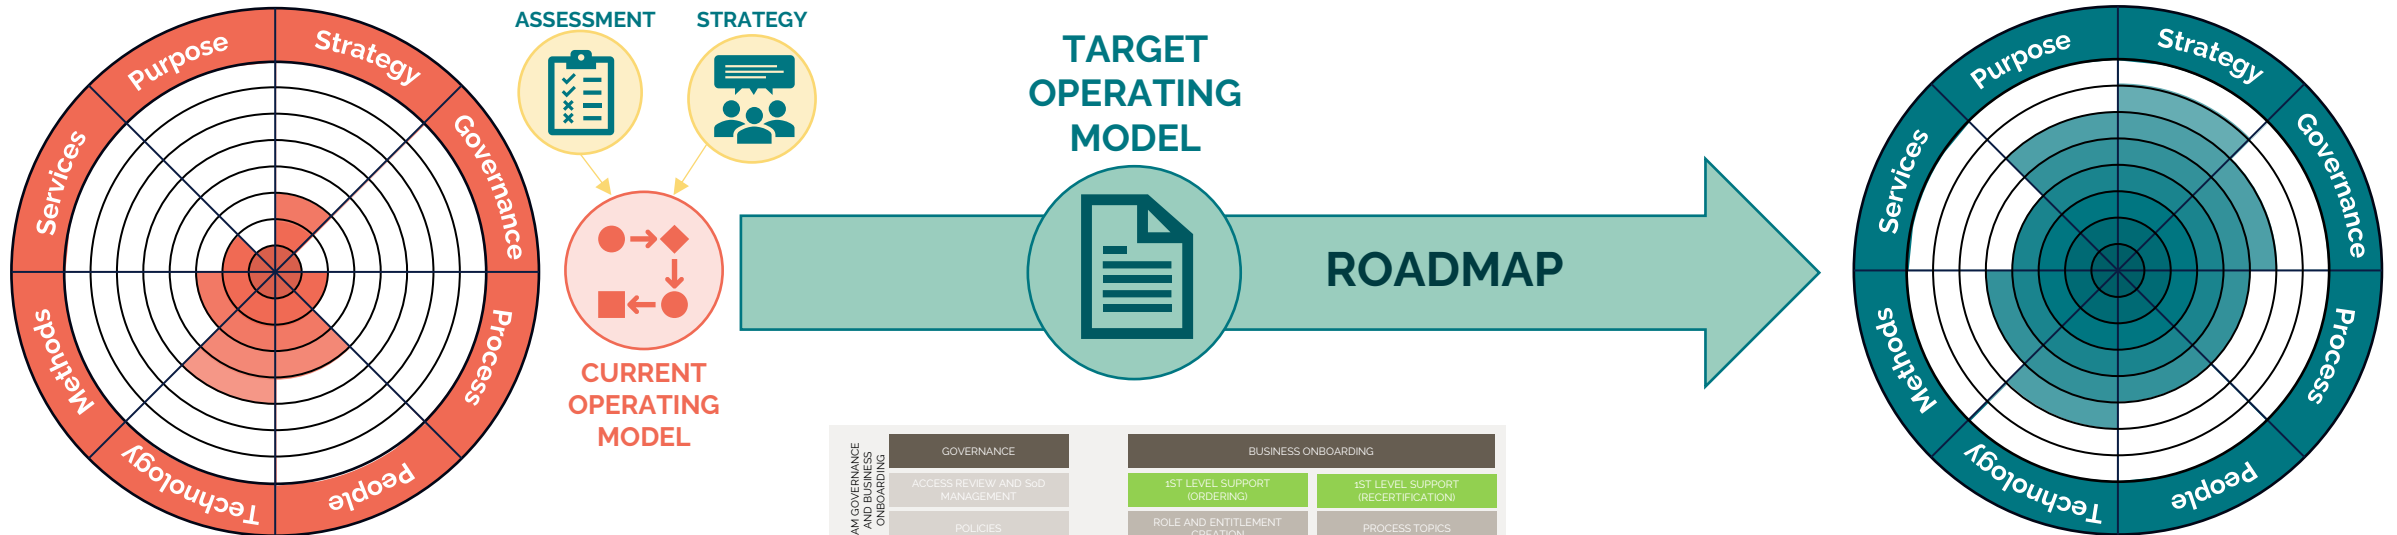 Purpose
Strategy
Governance
Process
People
Technology
Methods
Services
ASSESSMENT
STRATEGY
CURRENT
OPERATING
MODEL
TARGET
OPERATING
MODEL
ROADMAP
AM GOVERNANCE
AND BUSINESS
ONBOARDING
GOVERNANCE
ACCESS REVIEW AND SoD
MANAGEMENT
POLICIES
BUSINESS ONBOARDING
1ST LEVEL SUPPORT
(ORDERING)
1ST LEVEL SUPPORT
(RECERTIFICATION)
ROLE AND ENTITLEMENT
CREATION
PROCESS TOPICS
Purpose
Strategy
Governance
Process
People
Technology
Methods
Services